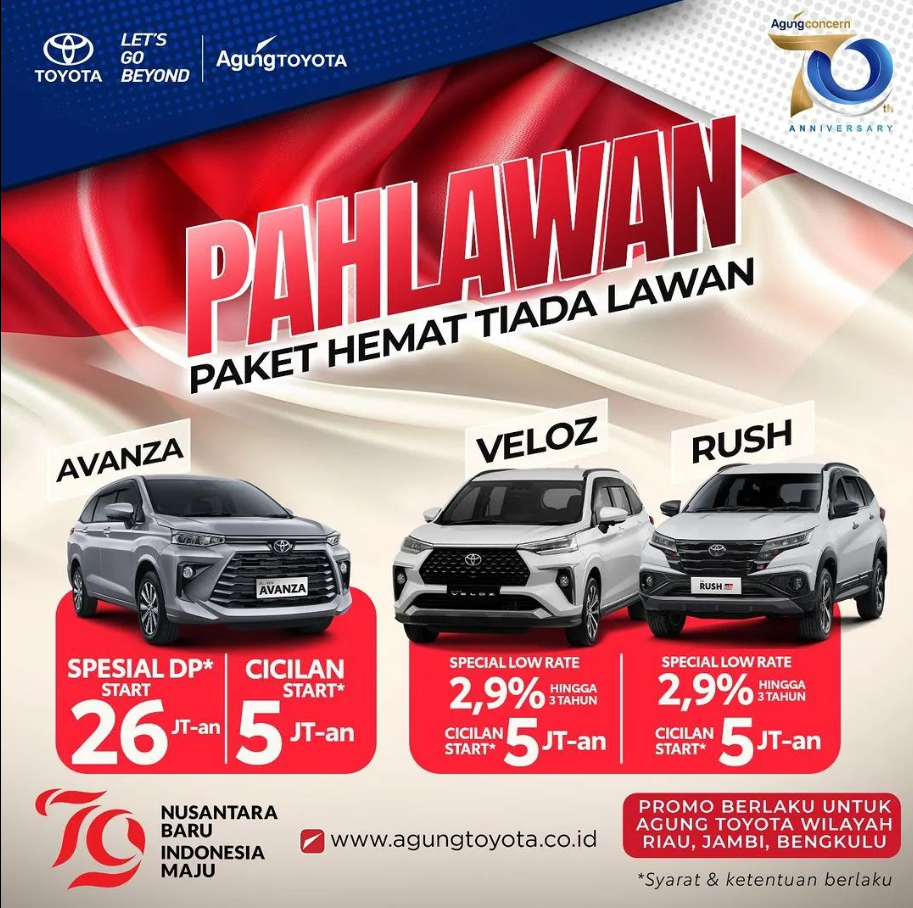 TOYOTA
LET'S
GO
BEYOND
AgungTOYOTA
Agungconcern
70th
ANNIVERSARY
PAHLAWAN
PAKET HEMAT TIADA LAWAN
AVANZA
VELOZ
RUSH
AVANZA
VELOZ
RUSH
SPESIAL DP*
START
26 JT-an
CICILAN
START*
5 JT-an
SPECIAL LOW RATE
2,9% HINGGA
3 TAHUN
CICILAN
START* 5 JT-an
SPECIAL LOW RATE
2,9% HINGGA
3 TAHUN
CICILAN
START* 5 JT-an
79
NUSANTARA
BARU
INDONESIA
MAJU
www.agungtoyota.co.id
PROMO BERLAKU UNTUK
AGUNG TOYOTA WILAYAH
RIAU, JAMBI, BENGKULU
*Syarat & ketentuan berlaku